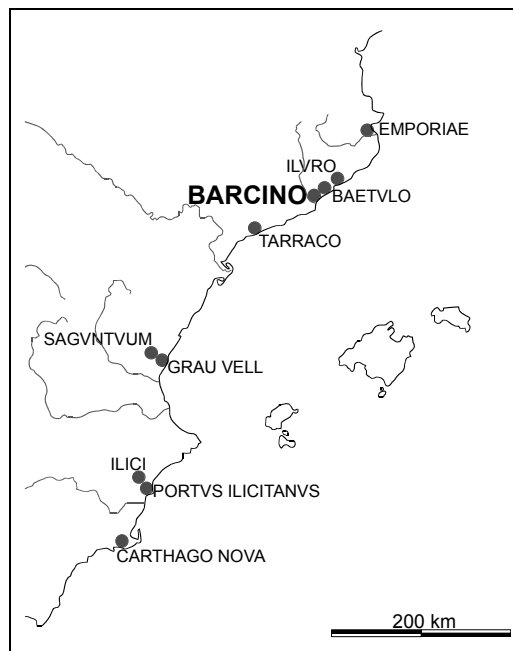 EMPORIAE
ILVRO
BARCINO
BAETVLO
TARRACO
SAGVNTVUM
GRAU VELL
ILICI
PORTVS ILICITANVS
CARTHAGO NOVA
200 km